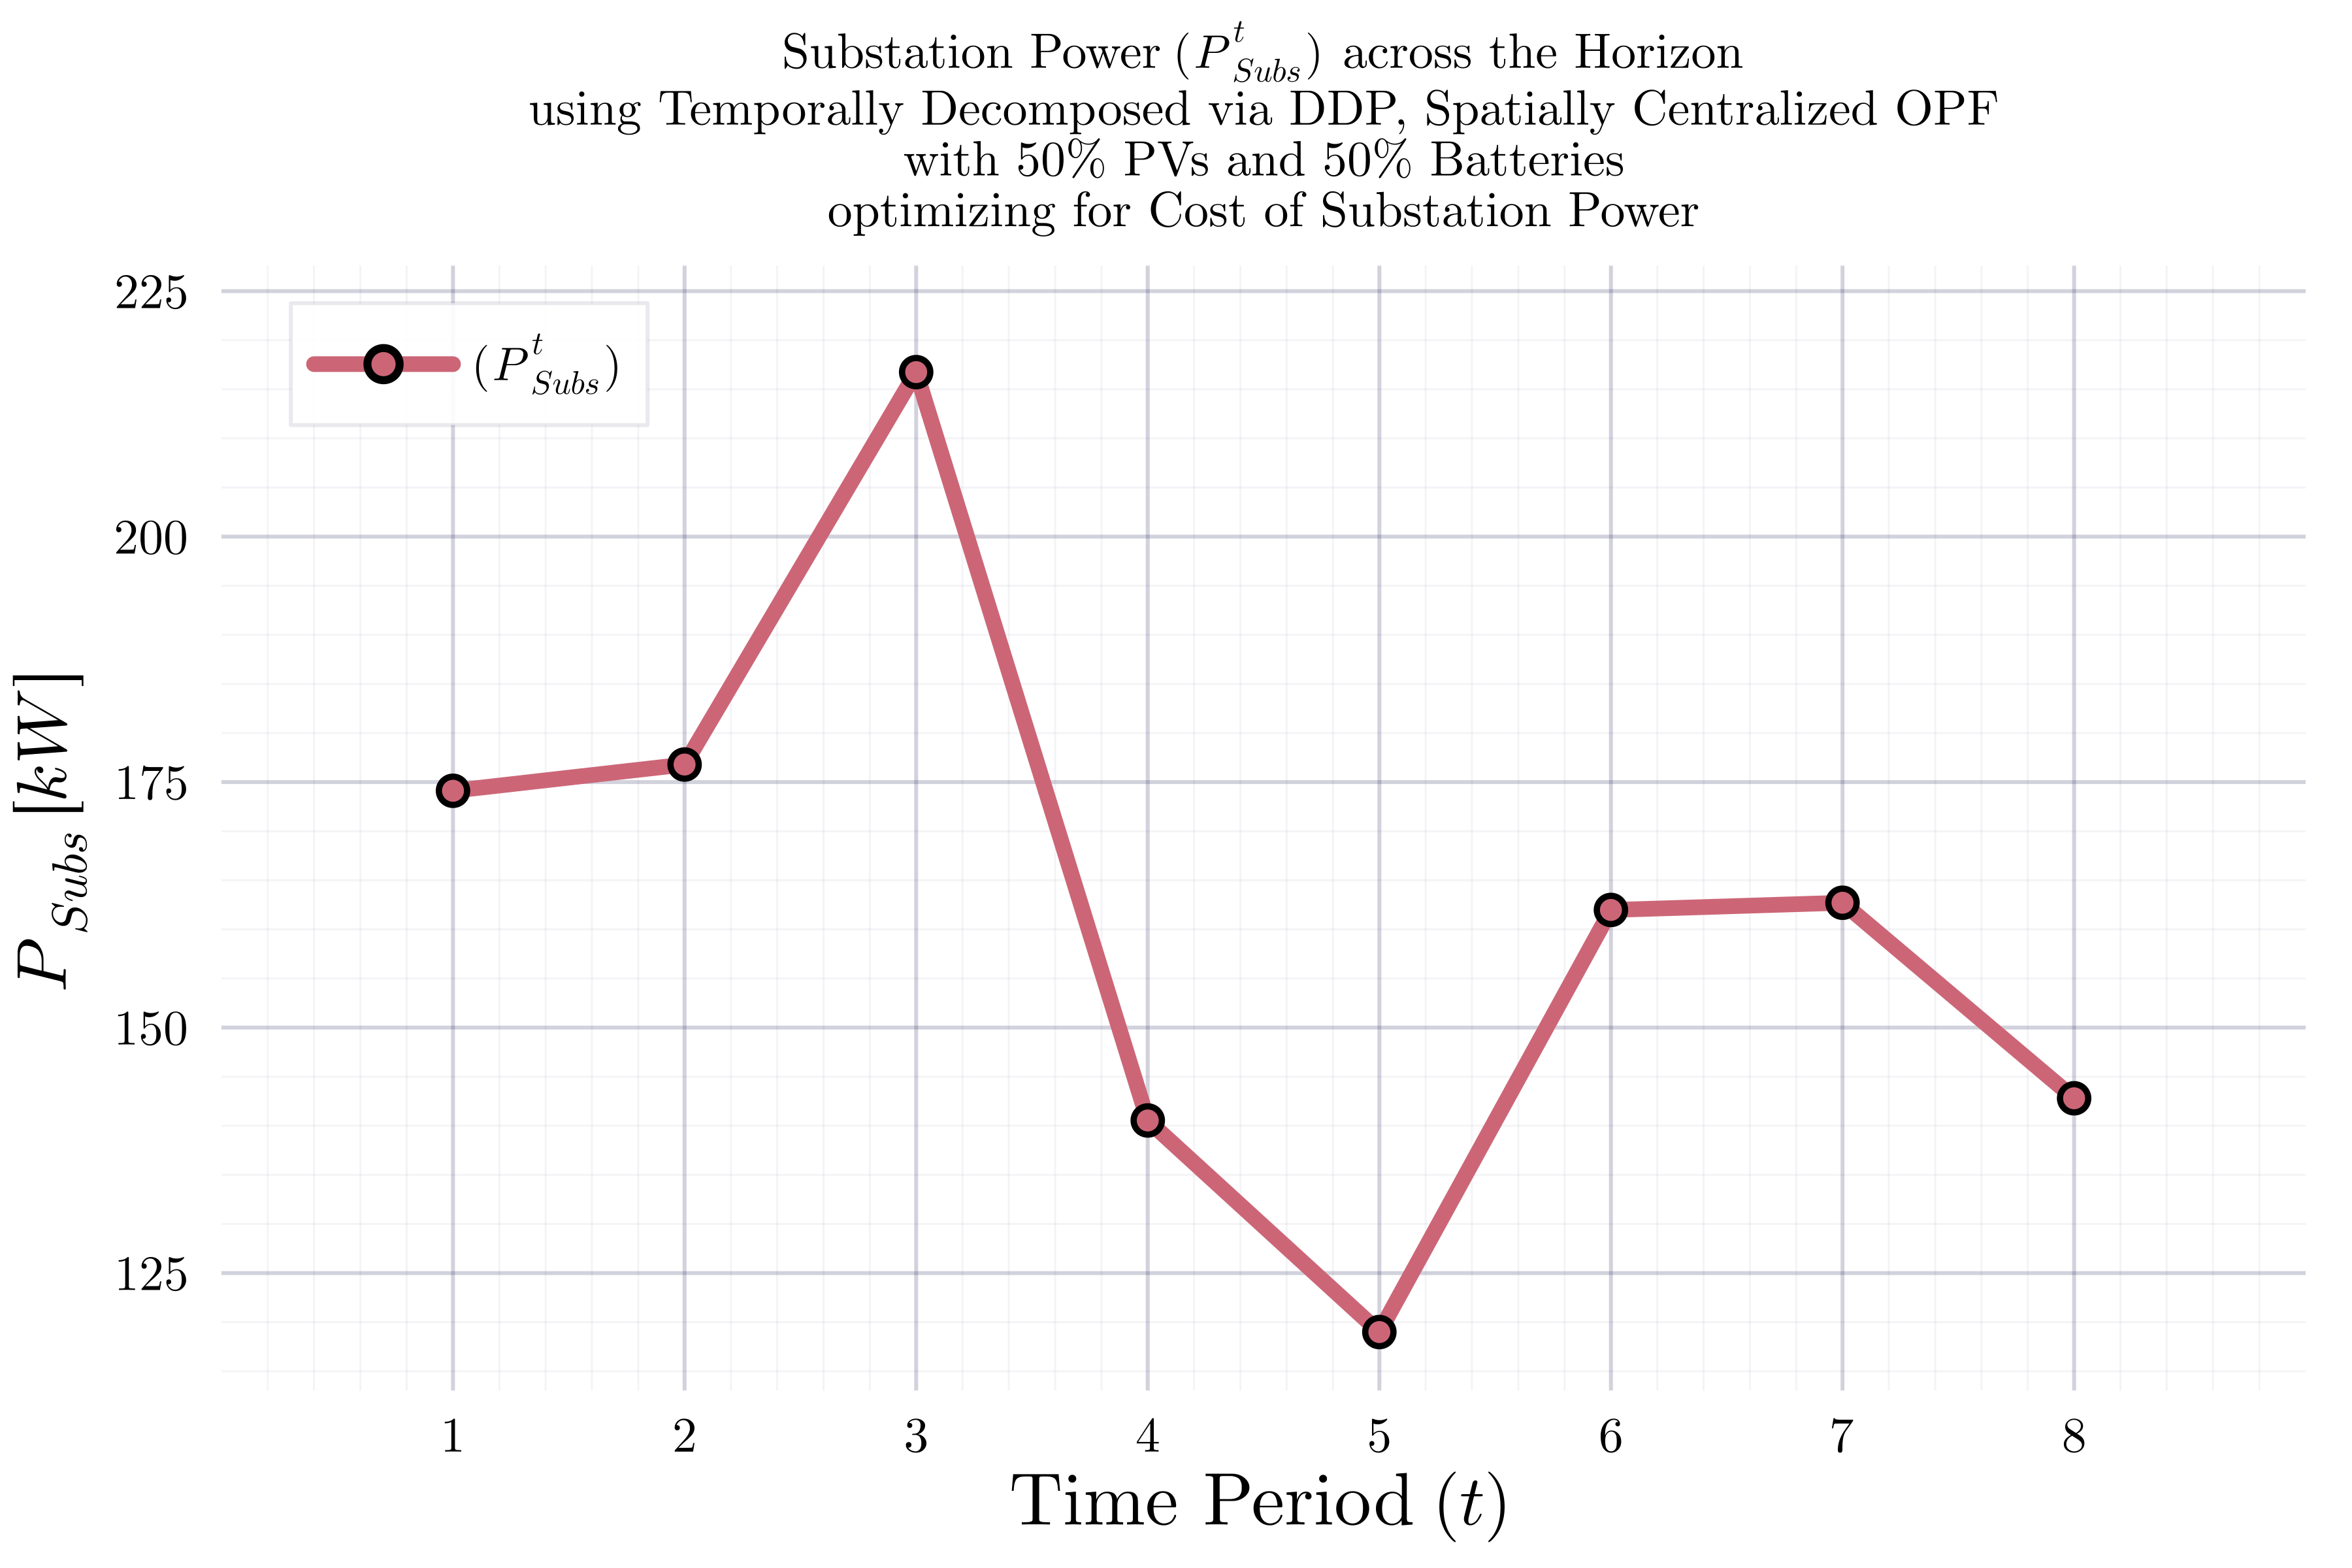 Substation Power (P^t_Subs) across the Horizon
using Temporally Decomposed via DDP, Spatially Centralized OPF
with 50% PVs and 50% Batteries
optimizing for Cost of Substation Power
(P^t_Subs)
P_Subs [kW]
225
200
175
150
125
1 2 3 4 5 6 7 8
Time Period (t)